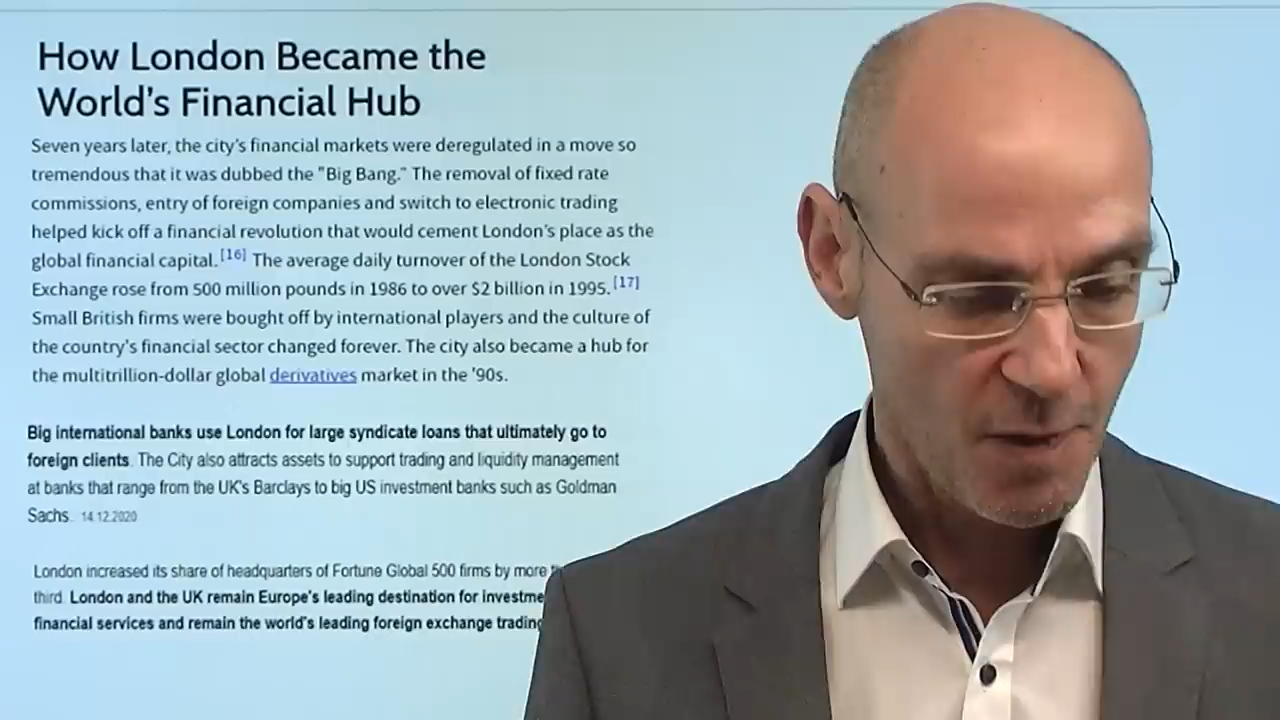 How London Became the
World's Financial Hub
Seven years later, the city's financial markets were deregulated in a move so
tremendous that it was dubbed the "Big Bang." The removal of fixed rate
commissions, entry of foreign companies and switch to electronic trading
helped kick off a financial revolution that would cement London's place as the
global financial capital. [16] The average daily turnover of the London Stock
Exchange rose from 500 million pounds in 1986 to over $2 billion in 1995. [17]
Small British firms were bought off by international players and the culture of
the country's financial sector changed forever. The city also became a hub for
the multitrillion-dollar global derivatives market in the '90s.
Big international banks use London for large syndicate loans that ultimately go to
foreign clients. The City also attracts assets to support trading and liquidity management
at banks that range from the UK's Barclays to big US investment banks such as Goldman
Sachs. 14.12.2020
London increased its share of headquarters of Fortune Global 500 firms by more
third. London and the UK remain Europe's leading destination for
financial services and remain the world's leading foreign exchange